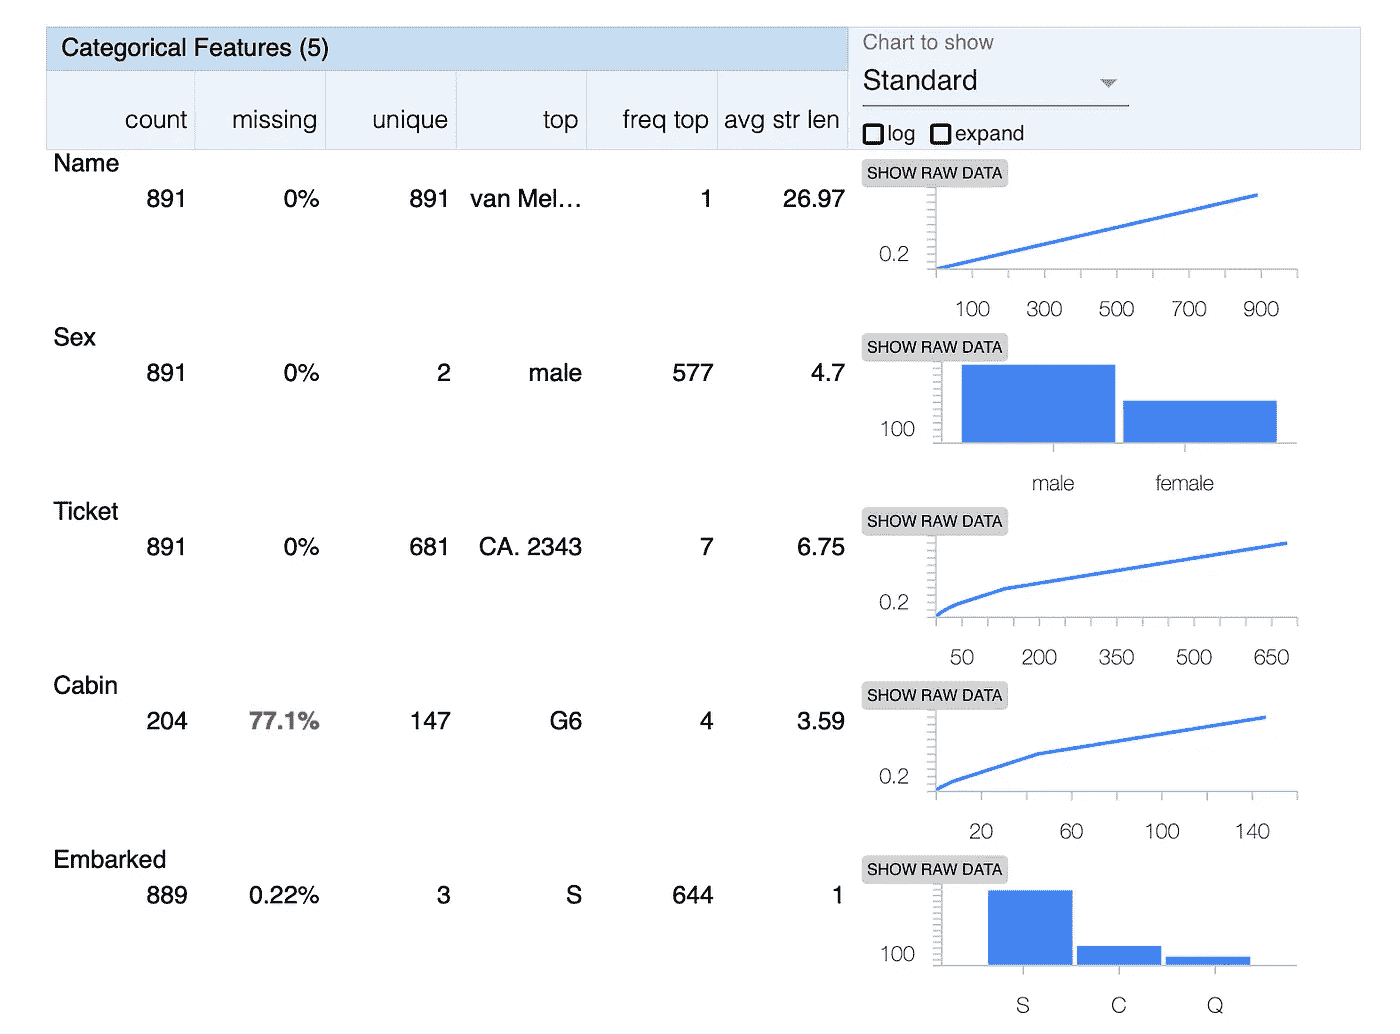 Categorical Features (5)
Chart to show
Standard
count missing unique top freq top avg str len
log expand
Name
SHOW RAW DATA
891 0% 891 van Mel... 1 26.97
0.2
100 300 500 700 900
Sex
SHOW RAW DATA
891 0% 2 male 577 4.7
100
male female
Ticket
SHOW RAW DATA
891 0% 681 CA. 2343 7 6.75
0.2
50 200 350 500 650
Cabin
SHOW RAW DATA
204 77.1% 147 G6 4 3.59
0.2
20 60 100 140
Embarked
SHOW RAW DATA
889 0.22% 3 S 644 1
100
S C Q